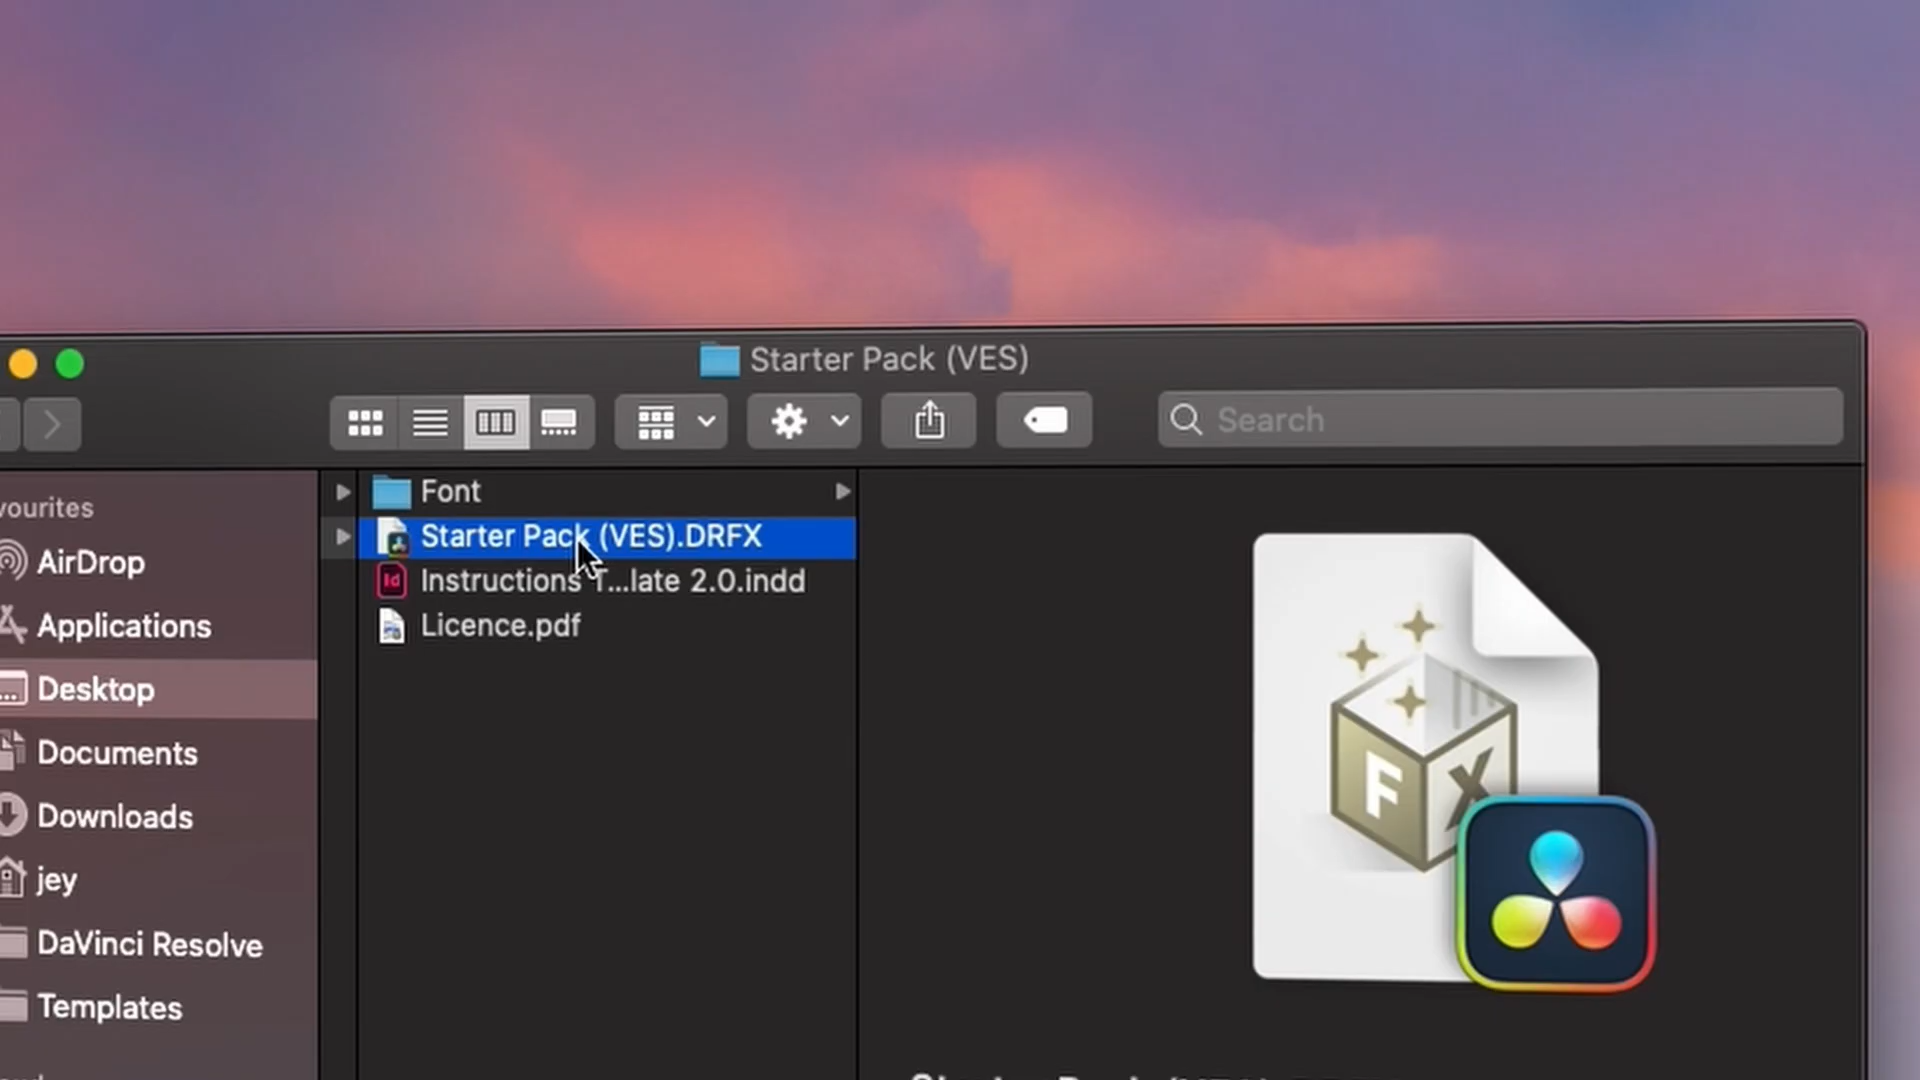 Starter Pack (VES)
Search
vourites
AirDrop
Applications
Desktop
Documents
Downloads
jey
DaVinci Resolve
Templates
Font
Starter Pack (VES).DRFX
Instructions T...late 2.0.indd
Licence.pdf
Id
F X